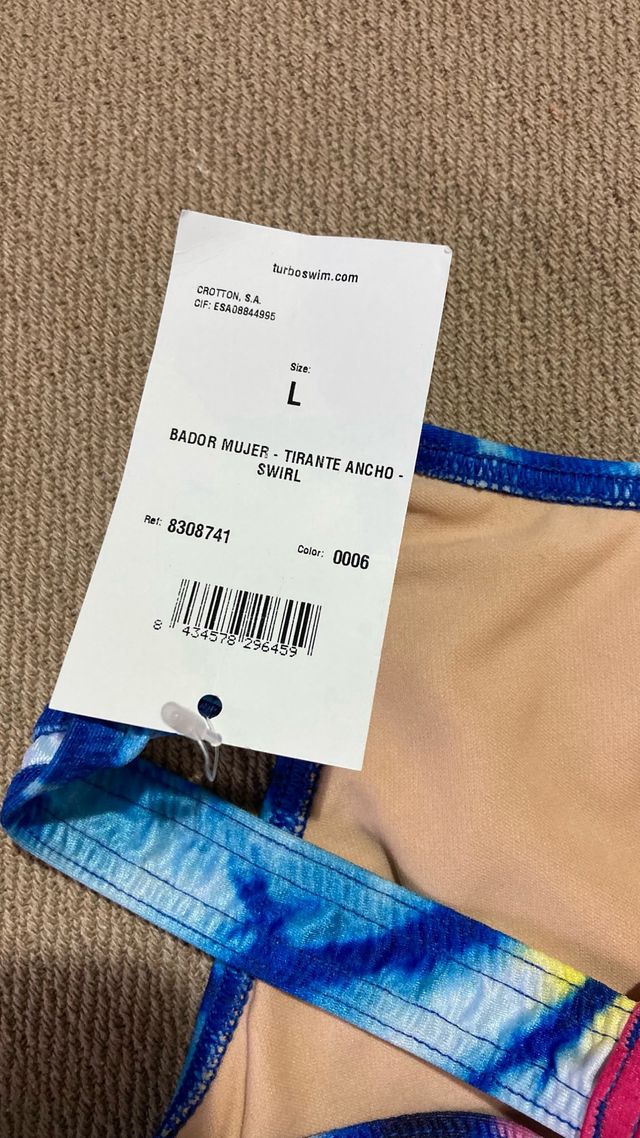 turboswim.com
CROTTON, S.A.
CIF: ESA08844995
Size:
L
BADOR MUJER - TIRANTE ANCHO -
SWIRL
Ref: 8308741
Color: 0006
8 434578 296459